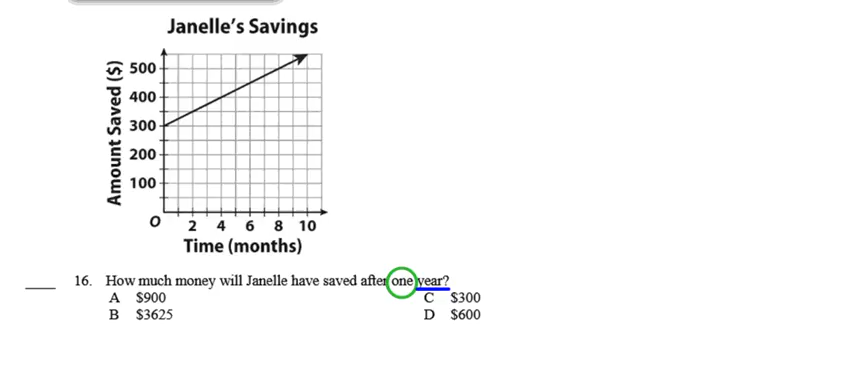 Janelle's Savings
Amount Saved ($)
500
400
300
200
100
O 2 4 6 8 10
Time (months)
____ 16. How much money will Janelle have saved after one year?
A $900 C $300
B $3625 D $600